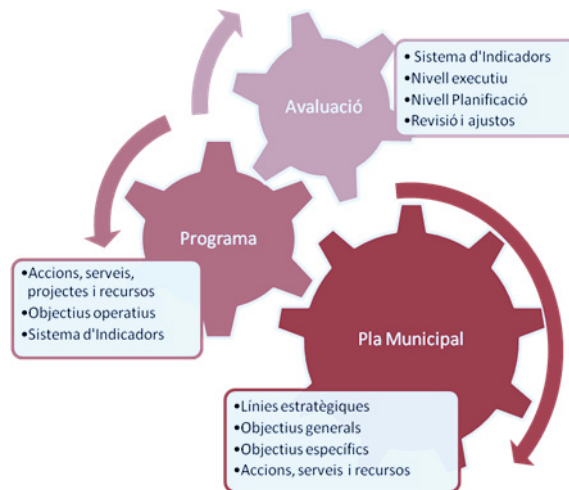 Avaluació
• Sistema d'Indicadors
• Nivell executiu
• Nivell Planificació
• Revisió i ajustos
Programa
•Accions, serveis,
projectes i recursos
•Objectius operatius
•Sistema d'Indicadors
Pla Municipal
•Línies estratègiques
•Objectius generals
•Objectius específics
•Accions, serveis i recursos